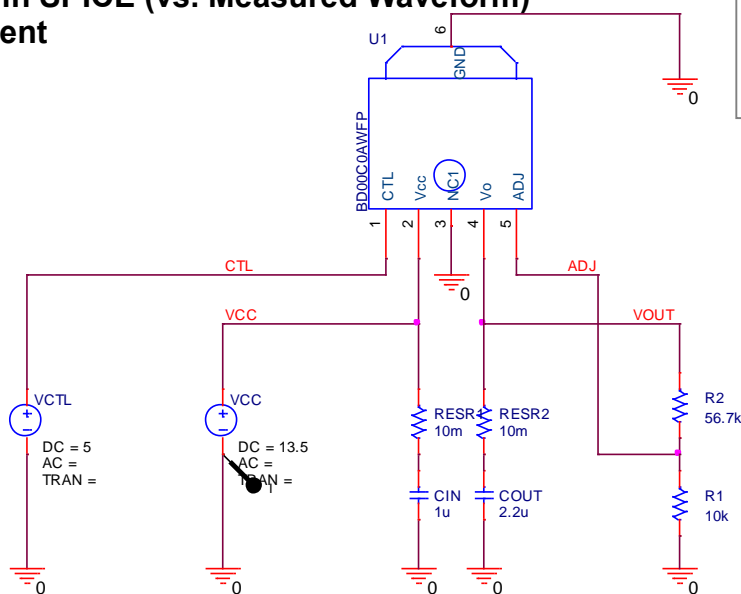 in SPICE (vs. Measured Waveform)
ent
U1
6
GND
0
BD00C0AWFP
CTL
Vcc
NC1
Vo
ADJ
1
2
3
4
5
CTL
0
ADJ
VCC
VOUT
VCTL
DC = 5
AC =
TRAN =
VCC
DC = 13.5
AC =
TRAN =
I
RESR1
10m
RESR2
10m
R2
56.7k
CIN
1u
COUT
2.2u
R1
10k
0
0
0
0
0